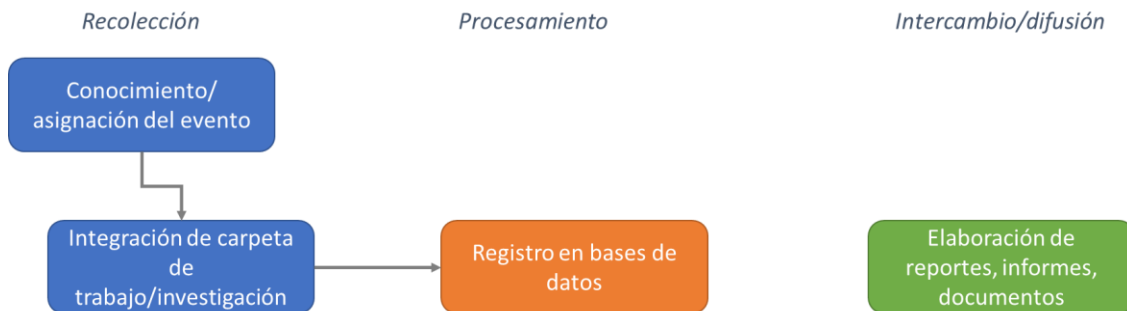 Recolección
Procesamiento
Intercambio/difusión
Conocimiento/
asignación del evento
Integración de carpeta
de
trabajo/investigación
Registro en bases de
datos
Elaboración de
reportes, informes,
documentos